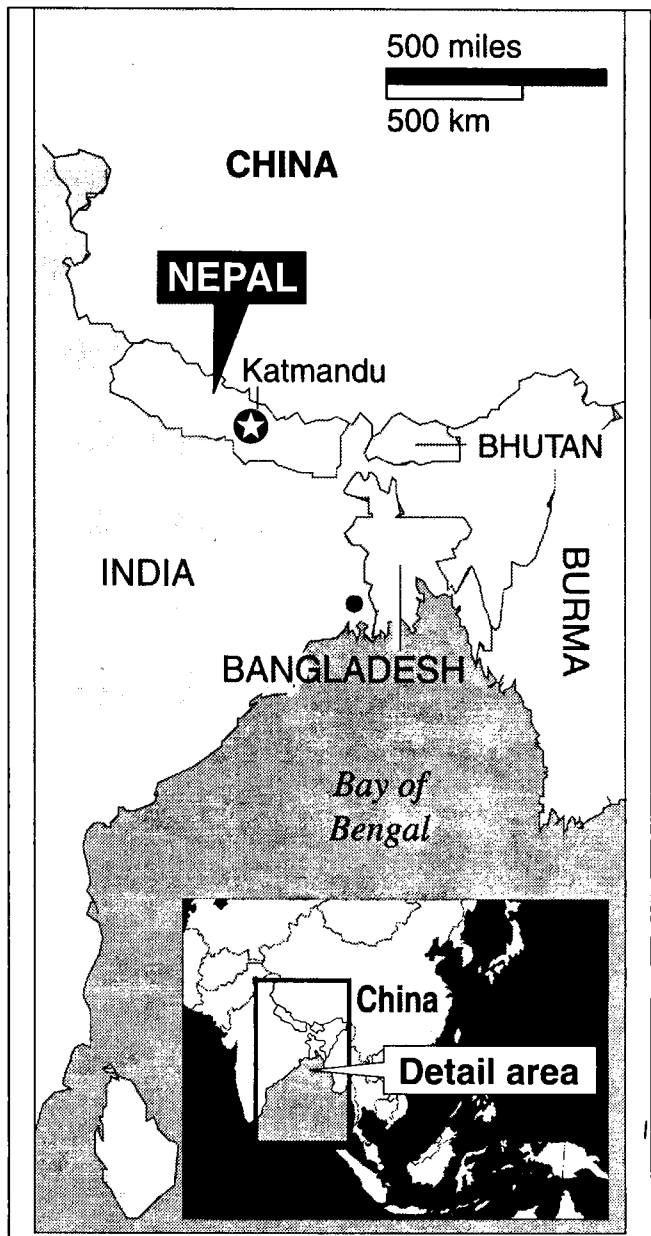 500 miles
500 km
CHINA
NEPAL
Katmandu
BHUTAN
INDIA
BURMA
BANGLADESH
Bay of
Bengal
China
Detail area